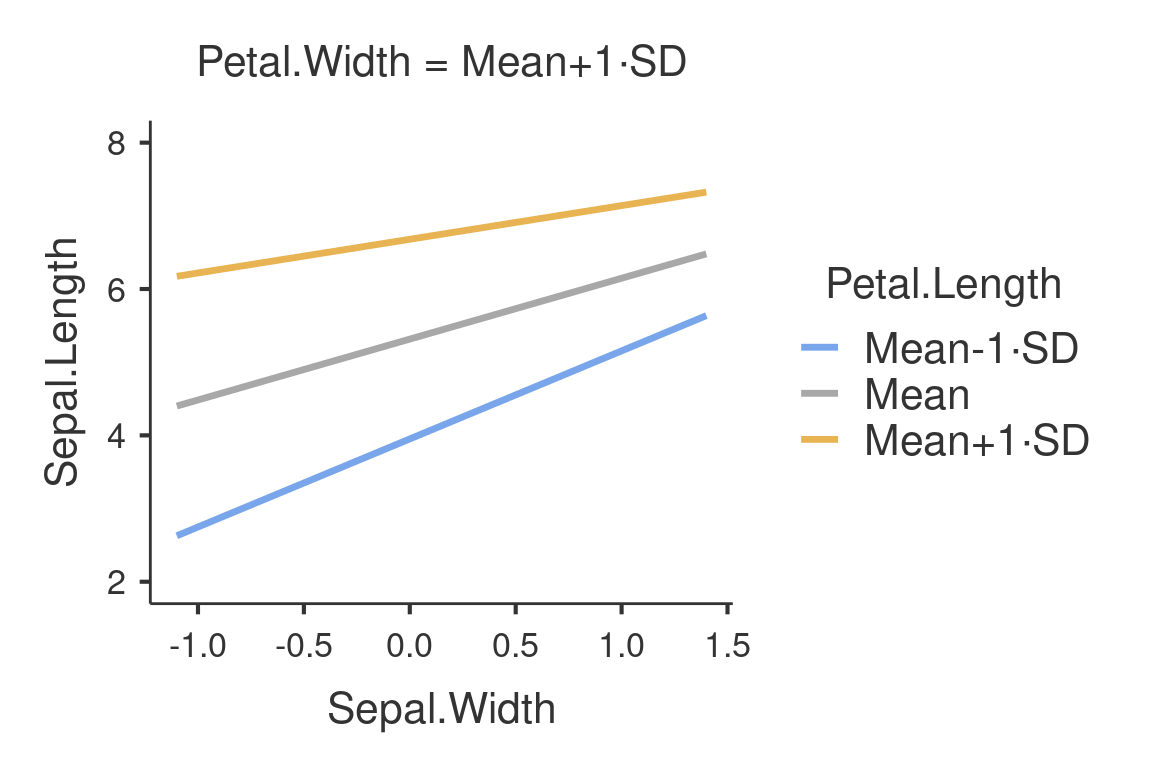 Petal.Width = Mean+1·SD
8
6
4
2
Sepal.Length
-1.0 -0.5 0.0 0.5 1.0 1.5
Sepal.Width
Petal.Length
Mean-1·SD
Mean
Mean+1·SD